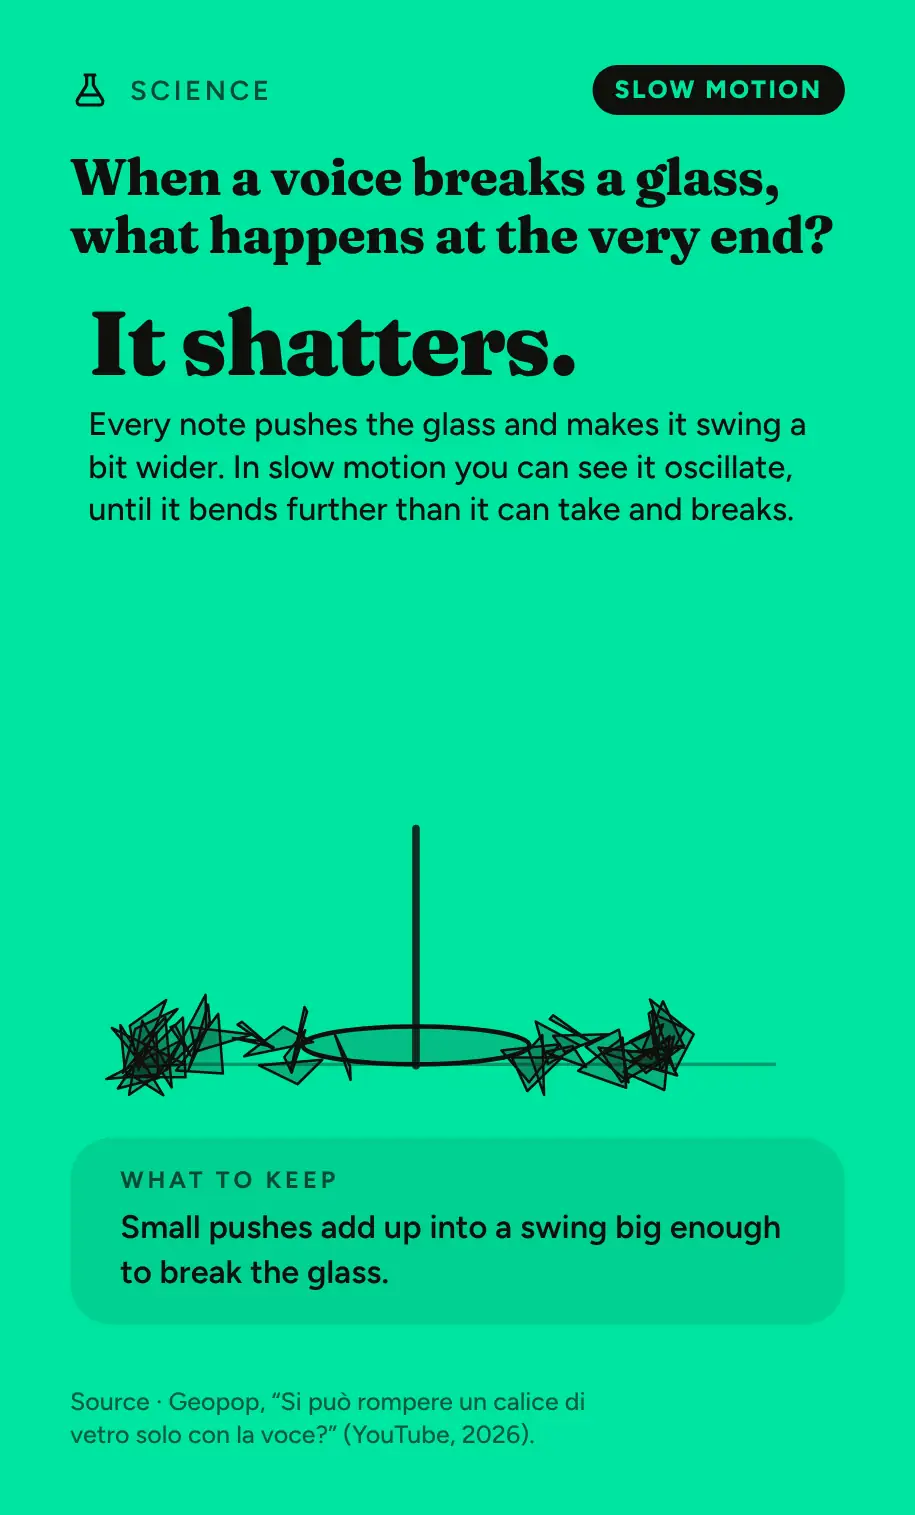 SCIENCE
SLOW MOTION
When a voice breaks a glass,
what happens at the very end?
It shatters.
Every note pushes the glass and makes it swing a
bit wider. In slow motion you can see it oscillate,
until it bends further than it can take and breaks.
WHAT TO KEEP
Small pushes add up into a swing big enough
to break the glass.
Source · Geopop, “Si può rompere un calice di
vetro solo con la voce?” (YouTube, 2026).